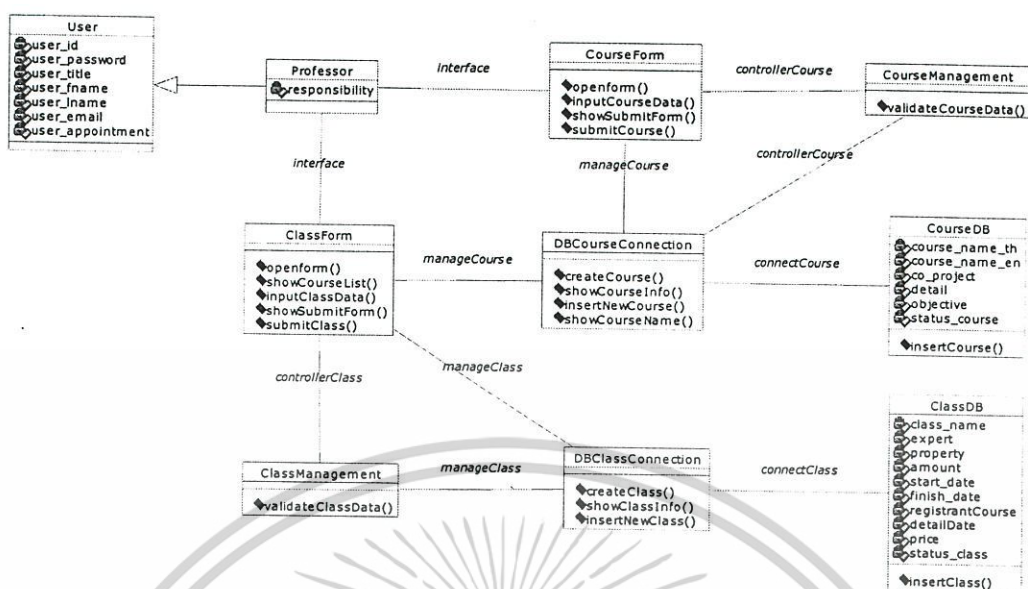 User
user_id
user_password
user_title
user_fname
user_lname
user_email
user_appointment
Professor
responsibility
interface
CourseForm
openform()
inputCourseData()
showSubmitForm()
submitCourse()
controllerCourse
CourseManagement
validateCourseData()
interface
manageCourse
controllerCourse
ClassForm
openform()
showCourseList()
inputClassData()
showSubmitForm()
submitClass()
manageCourse
DBCourseConnection
createCourse()
showCourseInfo()
insertNewCourse()
showCourseName()
connectCourse
CourseDB
course_name_th
course_name_en
co_project
detail
objective
status_course
insertCourse()
controllerClass
manageClass
ClassManagement
validateClassData()
manageClass
DBClassConnection
createClass()
showClassInfo()
insertNewClass()
connectClass
ClassDB
class_name
expert
property
amount
start_date
finish_date
registrantCourse
detailDate
price
status_class
insertClass()